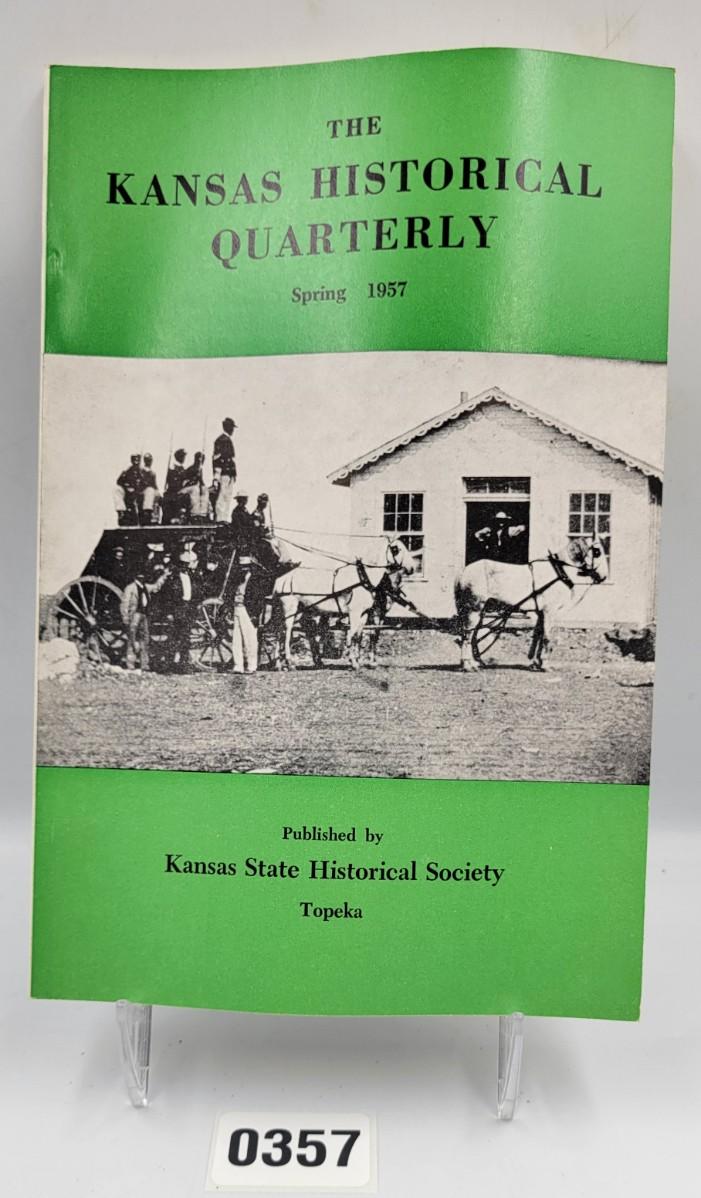 THE
KANSAS HISTORICAL
QUARTERLY
Spring 1957
Published by
Kansas State Historical Society
Topeka
0357